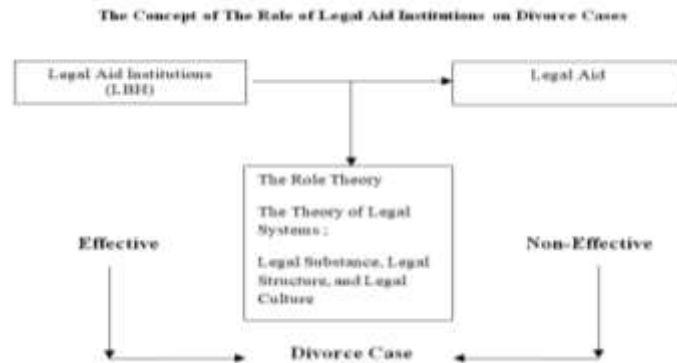 The Concept of The Role of Legal Aid Institutions on Divorce Cases
Legal Aid Institutions
(LBH)
Legal Aid
The Role Theory
The Theory of Legal
Systems ;
Legal Substance, Legal
Structure, and Legal
Culture
Effective
Non-Effective
Divorce Case